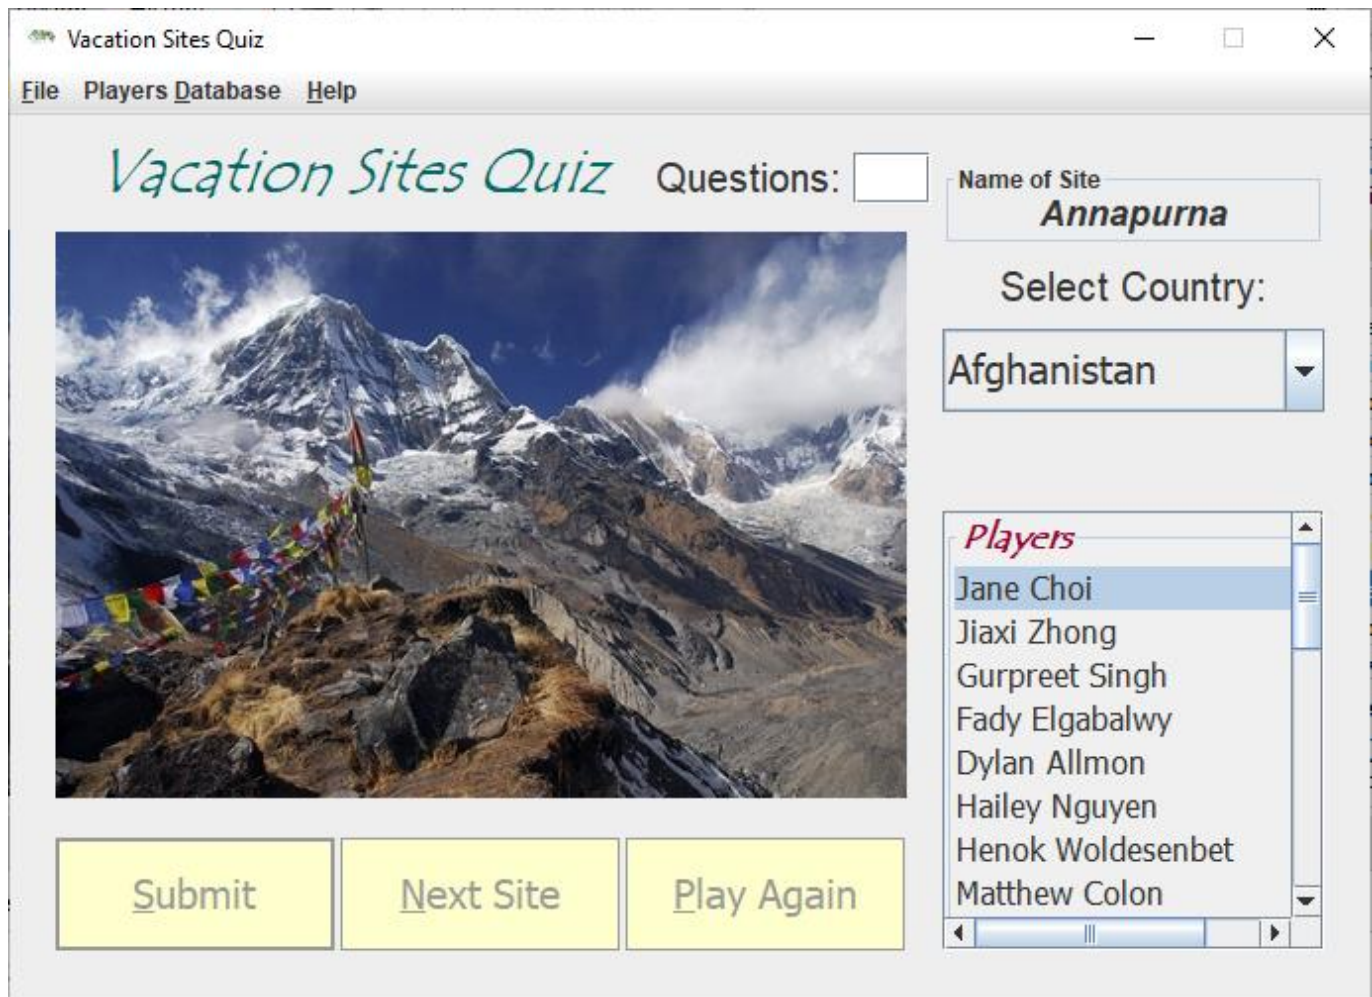 Vacation Sites Quiz
File Players Database Help
Vacation Sites Quiz
Questions:
Name of Site
Annapurna
Select Country:
Afghanistan
Players
Jane Choi
Jiaxi Zhong
Gurpreet Singh
Fady Elgabalwy
Dylan Allmon
Hailey Nguyen
Henok Woldesenbet
Matthew Colon
Submit
Next Site
Play Again